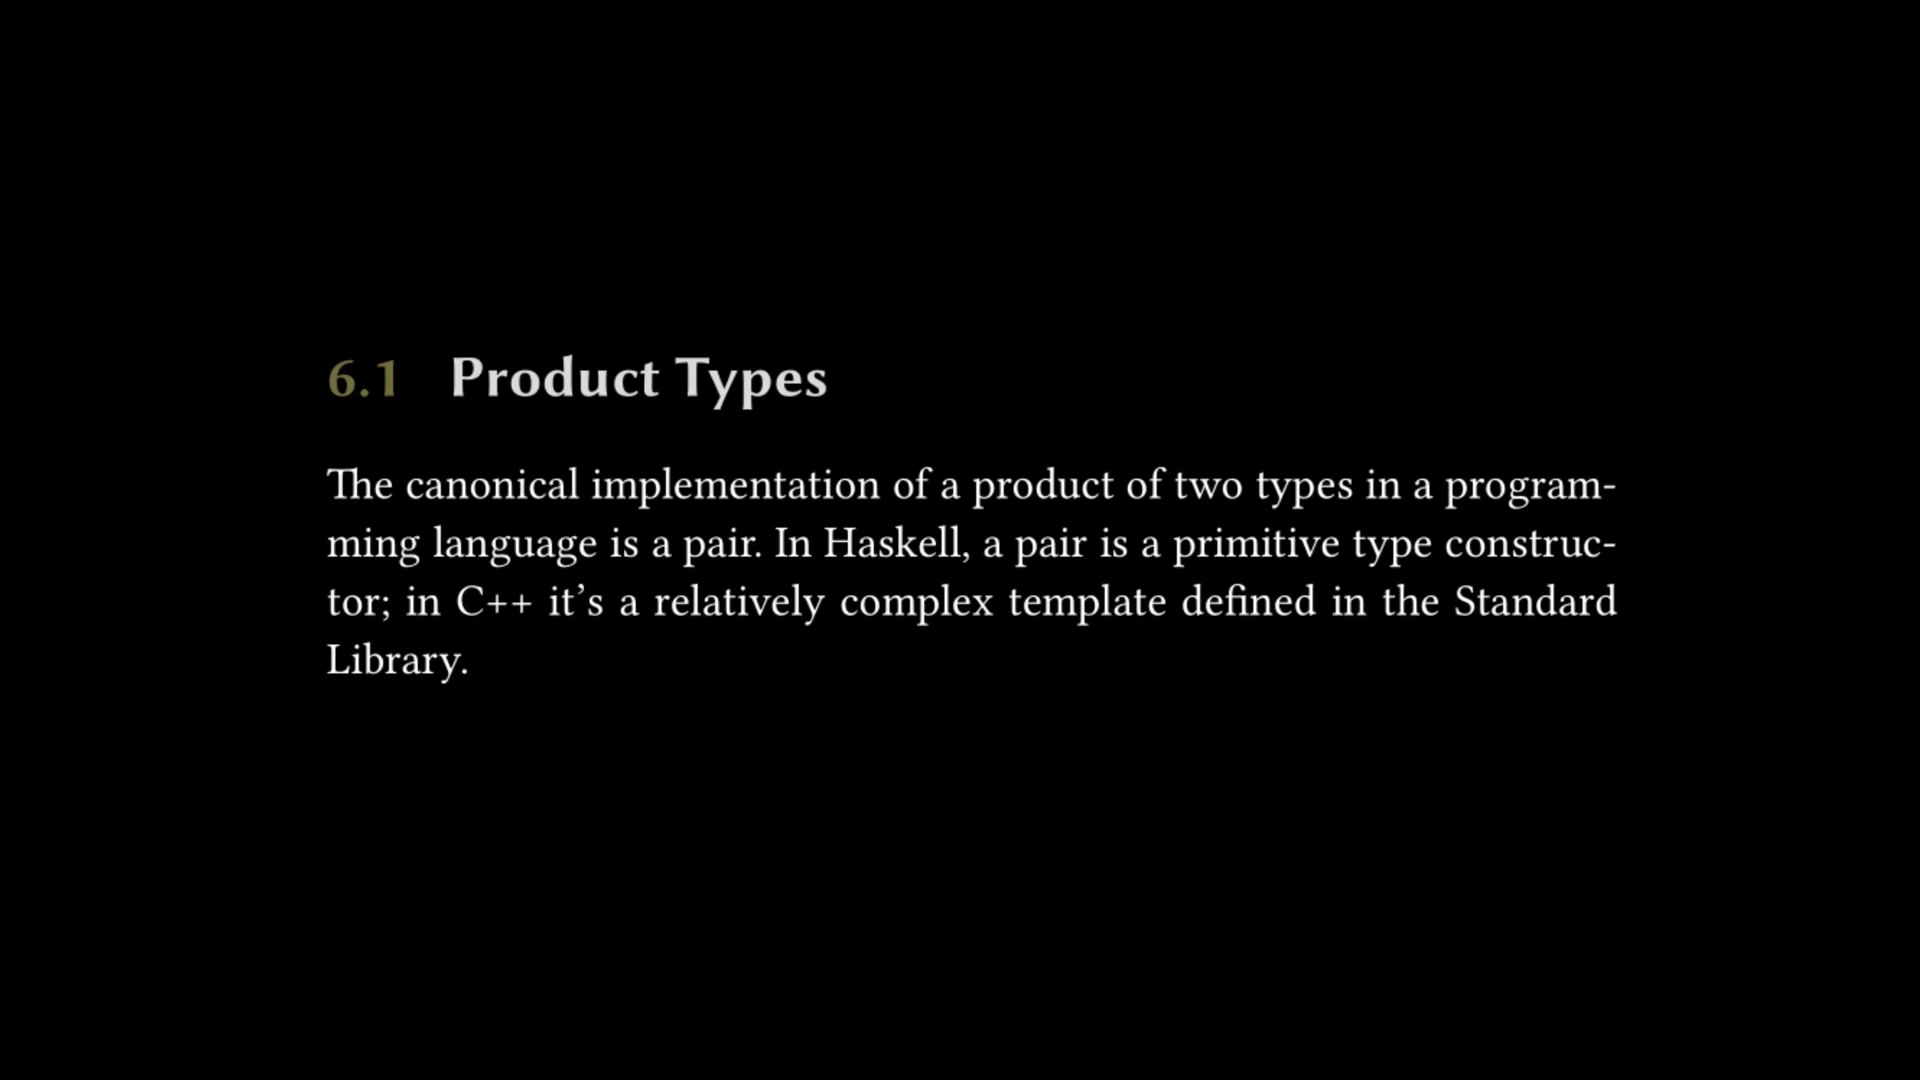 6.1 Product Types
The canonical implementation of a product of two types in a program-
ming language is a pair. In Haskell, a pair is a primitive type construc-
tor; in C++ it’s a relatively complex template defined in the Standard
Library.